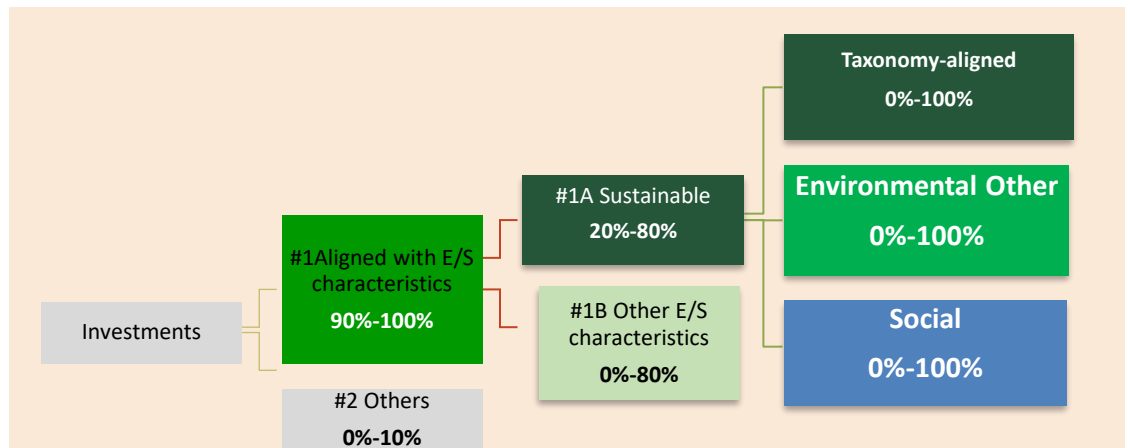 Investments
#1Aligned with E/S
characteristics
90%-100%
#2 Others
0%-10%
#1A Sustainable
20%-80%
#1B Other E/S
characteristics
0%-80%
Taxonomy-aligned
0%-100%
Environmental Other
0%-100%
Social
0%-100%